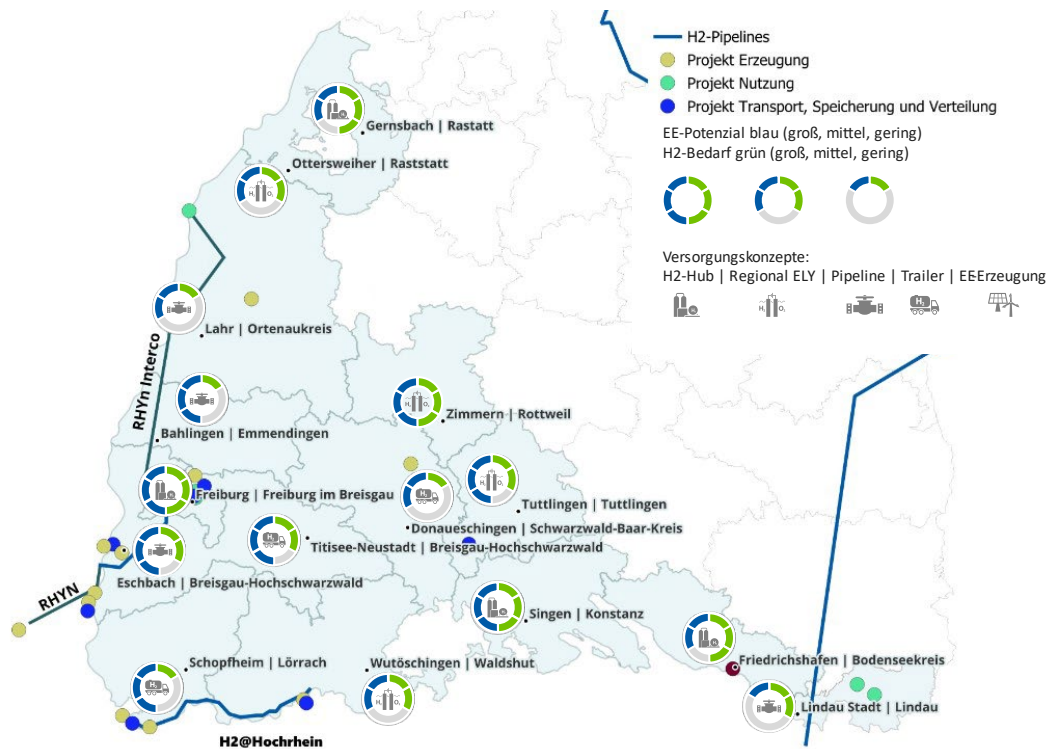 H2-Pipelines
Projekt Erzeugung
Projekt Nutzung
Projekt Transport, Speicherung und Verteilung
EE-Potenzial blau (groß, mittel, gering)
H2-Bedarf grün (groß, mittel, gering)
Versorgungskonzepte:
H2-Hub | Regional ELY | Pipeline | Trailer | EE-Erzeugung
Gernsbach | Rastatt
Ottersweiher | Raststatt
Lahr | Ortenaukreis
RHYn Interco
Zimmern | Rottweil
Bahlingen | Emmendingen
Freiburg | Freiburg im Breisgau
Tuttlingen | Tuttlingen
Donaueschingen | Schwarzwald-Baar-Kreis
Titisee-Neustadt | Breisgau-Hochschwarzwald
Eschbach | Breisgau-Hochschwarzwald
RHYN
Singen | Konstanz
Schopfheim | Lörrach
Wutöschingen | Waldshut
Friedrichshafen | Bodenseekreis
Lindau Stadt | Lindau
H2@Hochrhein